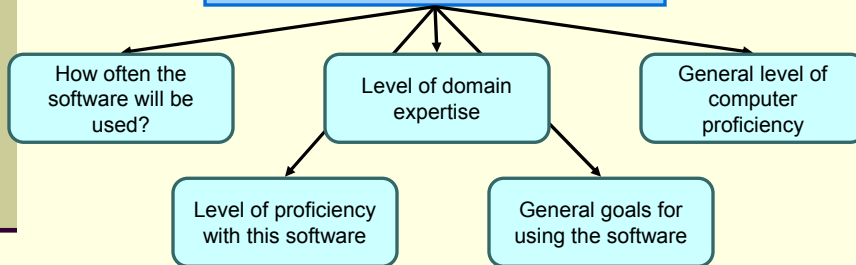 How often the
software will be
used?
Level of domain
expertise
General level of
computer
proficiency
Level of proficiency
with this software
General goals for
using the software